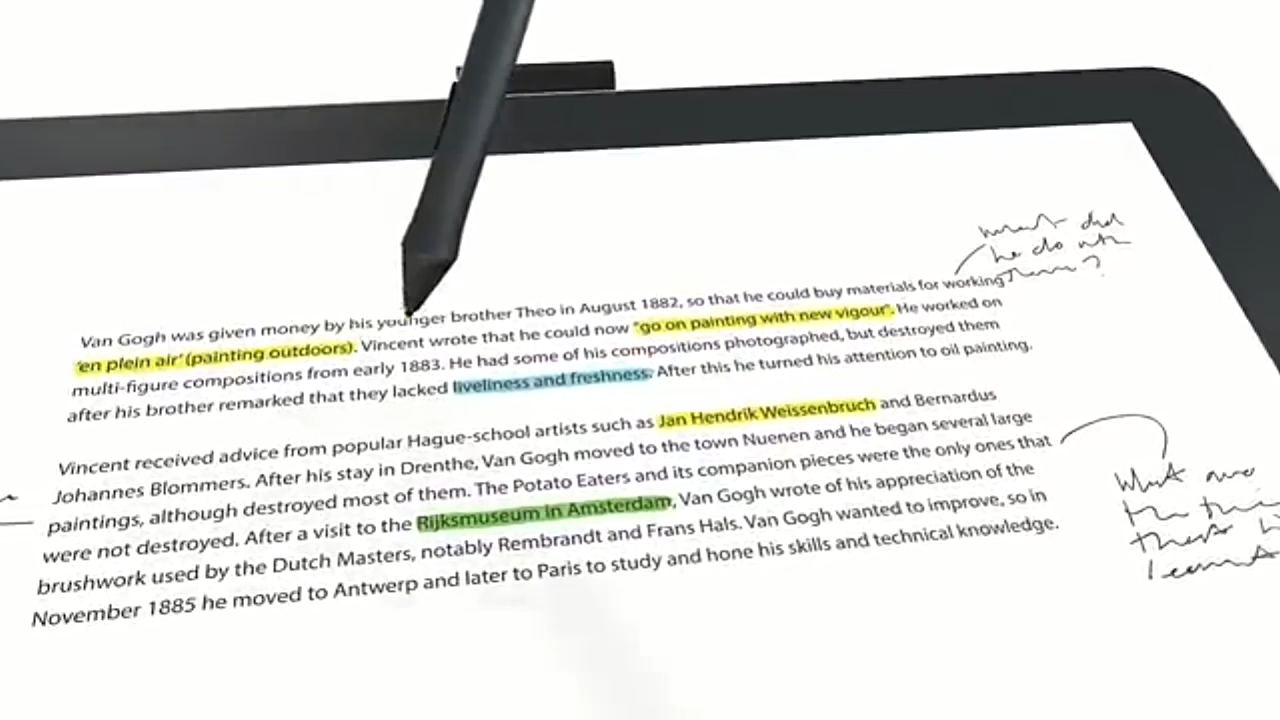 what did
he do with
them?
Van Gogh was given money by his younger brother Theo in August 1882, so that he could buy materials for working
'en plein air' (painting outdoors). Vincent wrote that he could now "go on painting with new vigour". He worked on
multi-figure compositions from early 1883. He had some of his compositions photographed, but destroyed them
after his brother remarked that they lacked liveliness and freshness. After this he turned his attention to oil painting.
Vincent received advice from popular Hague-school artists such as Jan Hendrik Weissenbruch and Bernardus
Johannes Blommers. After his stay in Drenthe, Van Gogh moved to the town Nuenen and he began several large
paintings, although destroyed most of them. The Potato Eaters and its companion pieces were the only ones that
were not destroyed. After a visit to the Rijksmuseum in Amsterdam, Van Gogh wrote of his appreciation of the
brushwork used by the Dutch Masters, notably Rembrandt and Frans Hals. Van Gogh wanted to improve, so in
November 1885 he moved to Antwerp and later to Paris to study and hone his skills and technical knowledge.
What are
the
that
learnt